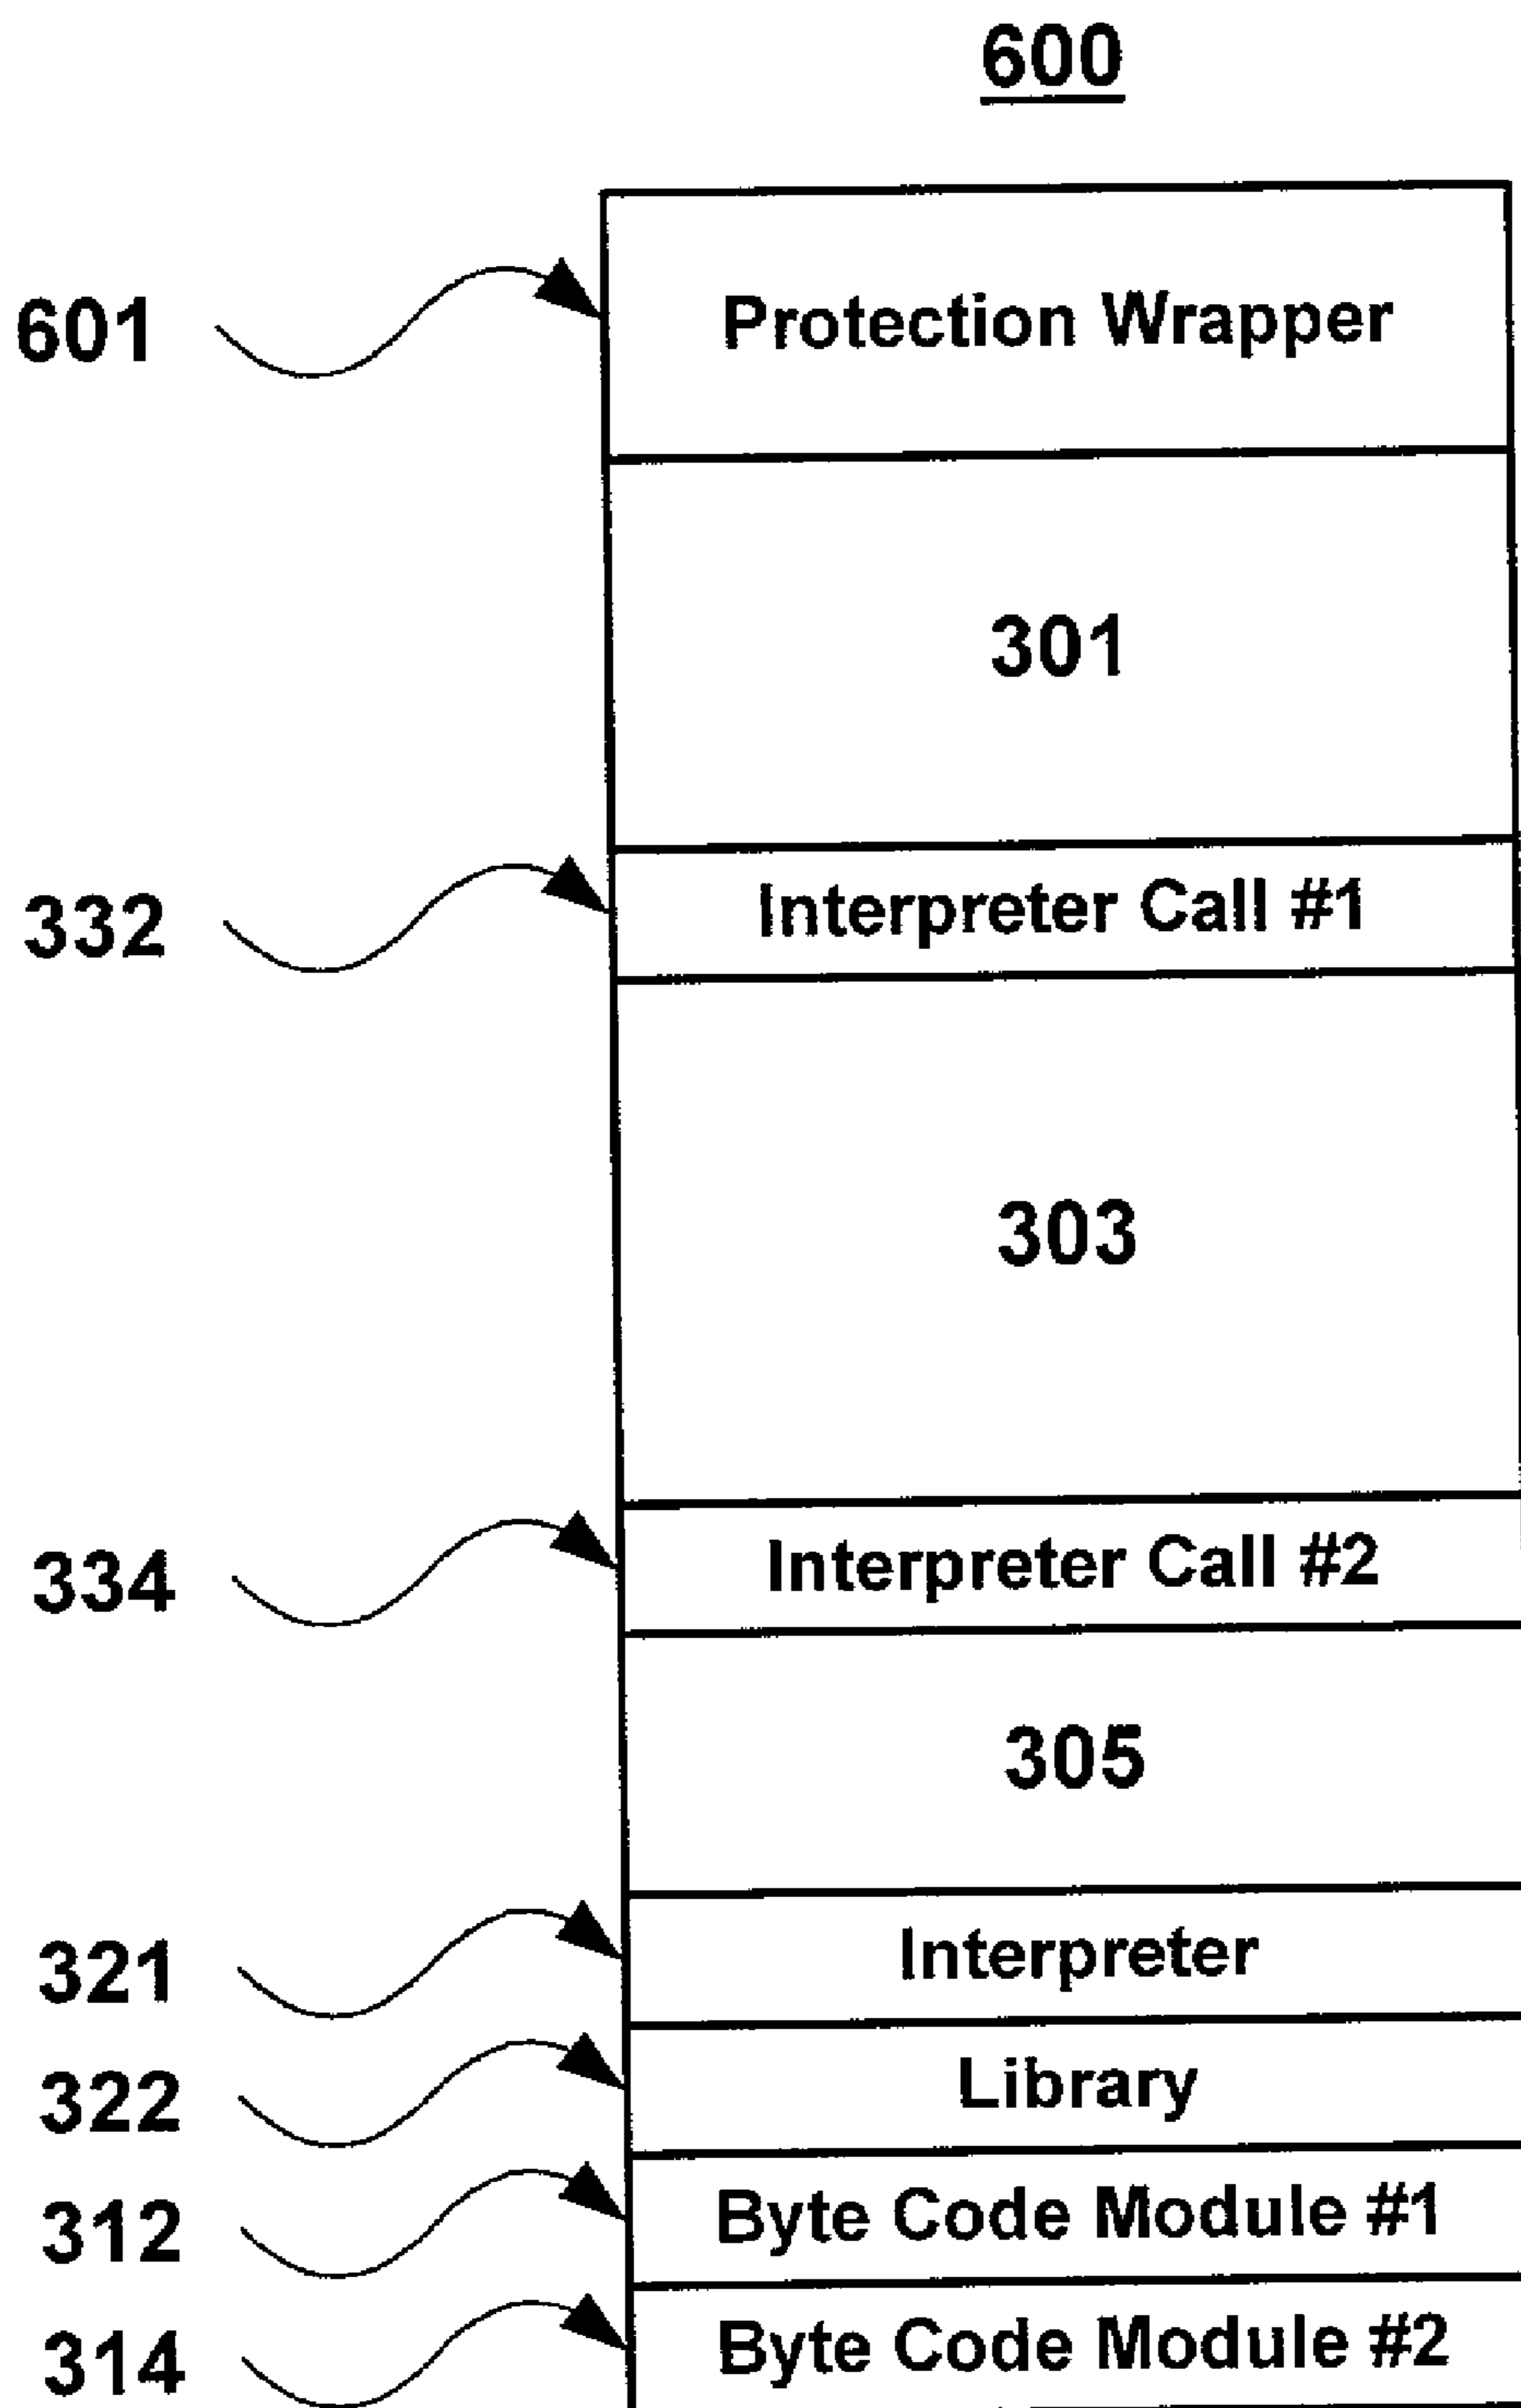 600
601 Protection Wrapper
301
332 Interpreter Call #1
303
334 Interpreter Call #2
305
321 Interpreter
322 Library
312 Byte Code Module #1
314 Byte Code Module #2